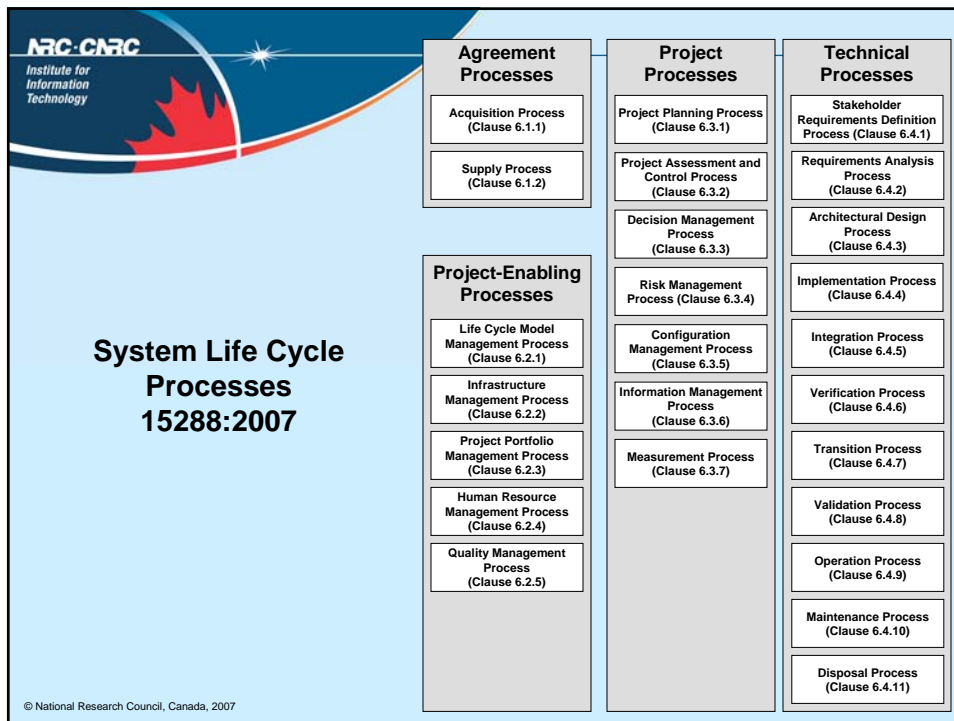 NRC·CNRC
Institute for
Information
Technology
System Life Cycle
Processes
15288:2007
Agreement
Processes
Acquisition Process
(Clause 6.1.1)
Supply Process
(Clause 6.1.2)
Project-Enabling
Processes
Life Cycle Model
Management Process
(Clause 6.2.1)
Infrastructure
Management Process
(Clause 6.2.2)
Project Portfolio
Management Process
(Clause 6.2.3)
Human Resource
Management Process
(Clause 6.2.4)
Quality Management
Process
(Clause 6.2.5)
Project
Processes
Project Planning Process
(Clause 6.3.1)
Project Assessment and
Control Process
(Clause 6.3.2)
Decision Management
Process
(Clause 6.3.3)
Risk Management
Process (Clause 6.3.4)
Configuration
Management Process
(Clause 6.3.5)
Information Management
Process
(Clause 6.3.6)
Measurement Process
(Clause 6.3.7)
Technical
Processes
Stakeholder
Requirements Definition
Process (Clause 6.4.1)
Requirements Analysis
Process
(Clause 6.4.2)
Architectural Design
Process
(Clause 6.4.3)
Implementation Process
(Clause 6.4.4)
Integration Process
(Clause 6.4.5)
Verification Process
(Clause 6.4.6)
Transition Process
(Clause 6.4.7)
Validation Process
(Clause 6.4.8)
Operation Process
(Clause 6.4.9)
Maintenance Process
(Clause 6.4.10)
Disposal Process
(Clause 6.4.11)
© National Research Council, Canada, 2007